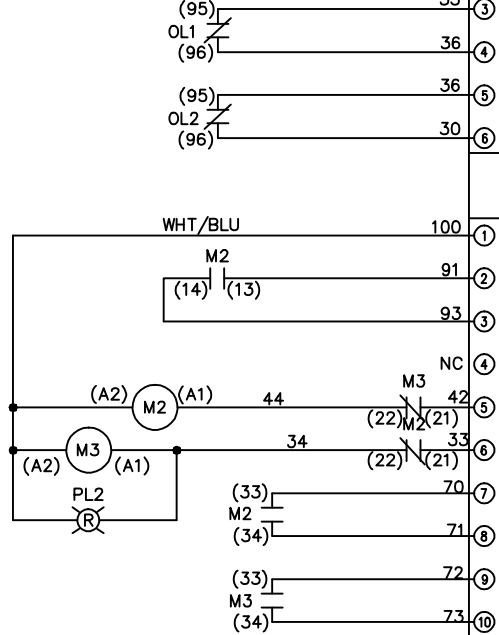 (95) 33 3
OL1
(96) 36 4
(95) 36 5
OL2
(96) 30 6
WHT/BLU 100 1
M2
(14) (13) 91 2
93 3
NC 4
M3
(A2) M2 (A1) 44 42 5
(22) (21)
M2
M3 34 33 6
(A2) (A1) (22) (21)
PL2
R
(33) 70 7
M2
(34) 71 8
(33) 72 9
M3
(34) 73 10